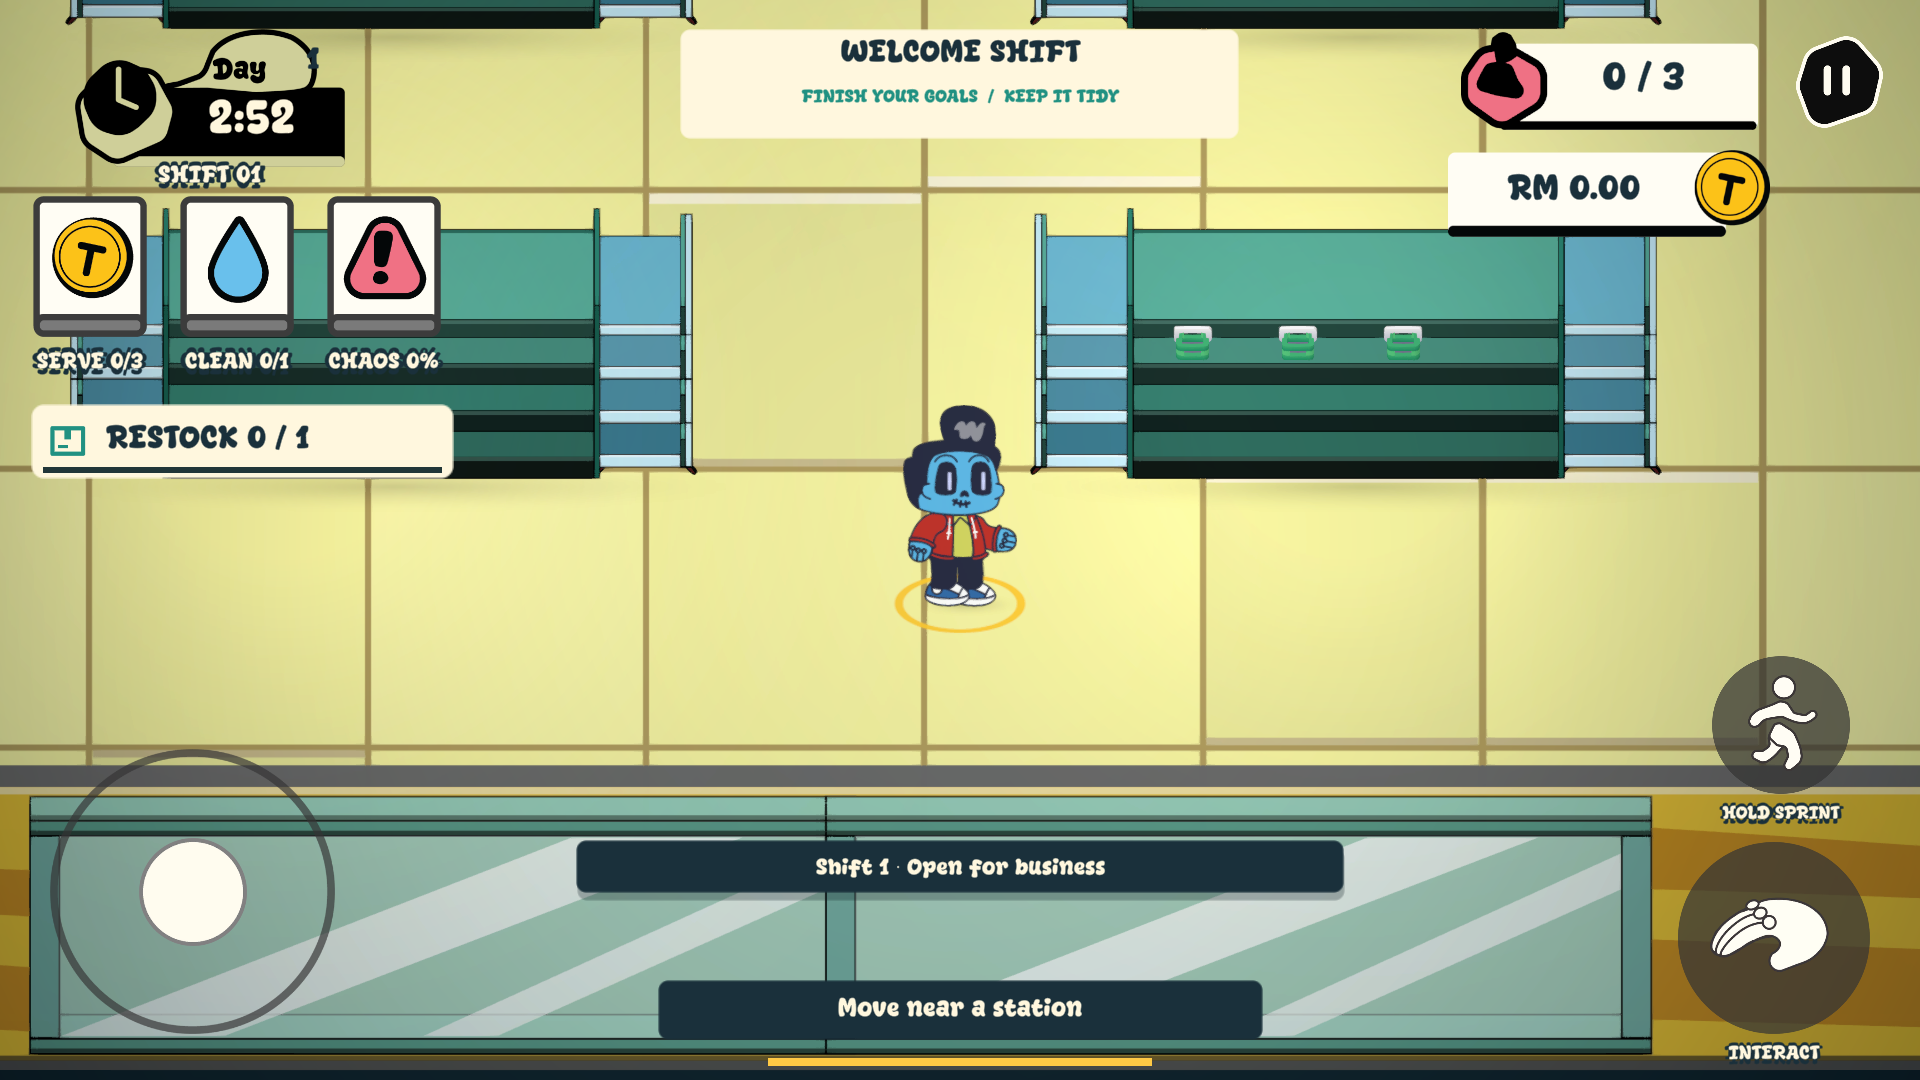 Day 1
2:52
SHIFT 01
WELCOME SHIFT
FINISH YOUR GOALS / KEEP IT TIDY
0 / 3
RM 0.00
T
T
SERVE 0/3
CLEAN 0/1
CHAOS 0%
RESTOCK 0 / 1
HOLD SPRINT
Shift 1 · Open for business
Move near a station
INTERACT